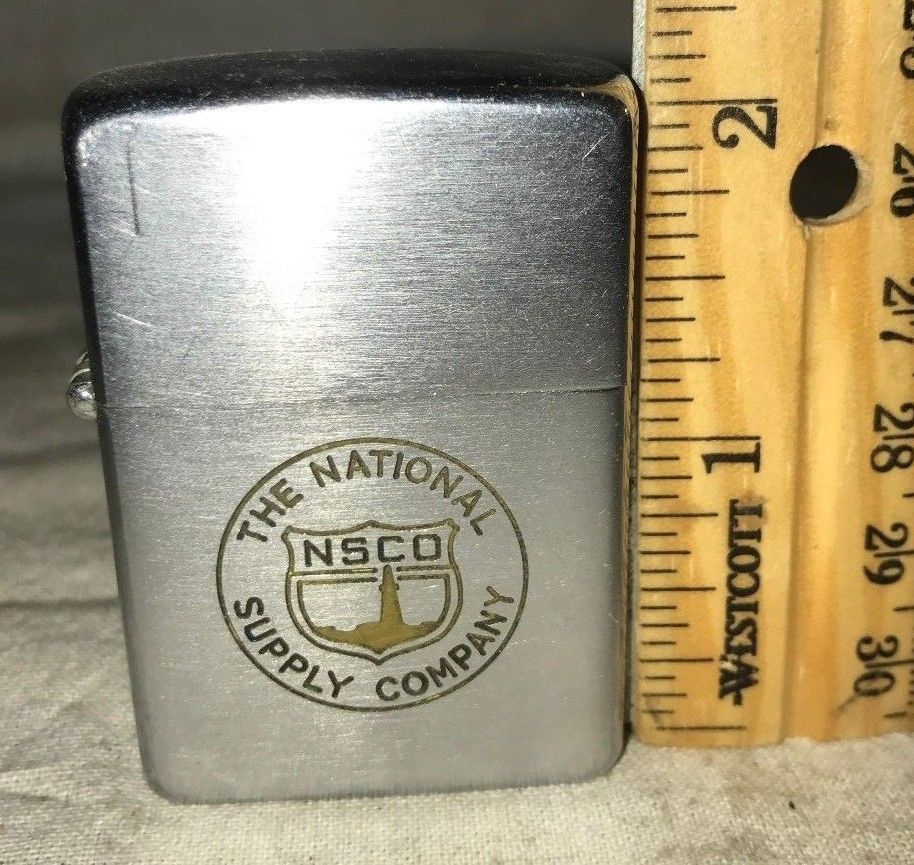 THE NATIONAL
NSCO
SUPPLY COMPANY
2
1
WESTCOTT
26
27
28
29
30